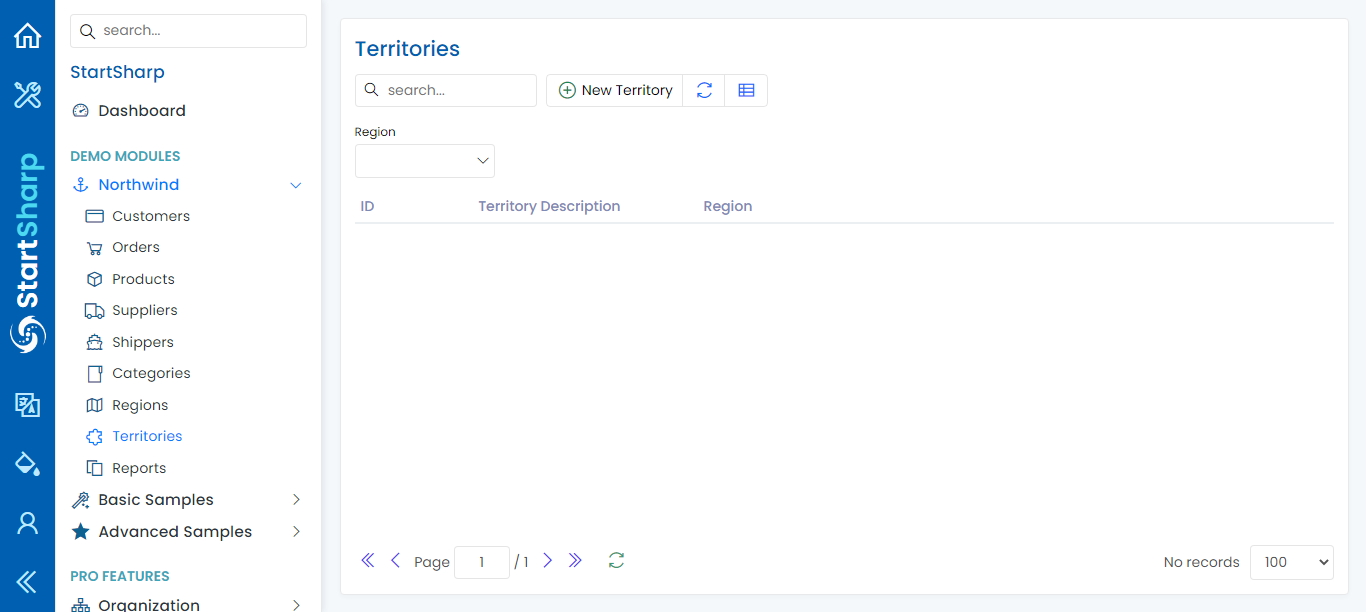 StartSharp
search...
StartSharp
Dashboard
DEMO MODULES
Northwind
Customers
Orders
Products
Suppliers
Shippers
Categories
Regions
Territories
Reports
Basic Samples
Advanced Samples
PRO FEATURES
Organization
Territories
search...
New Territory
Region
ID Territory Description Region
Page 1 / 1
No records 100